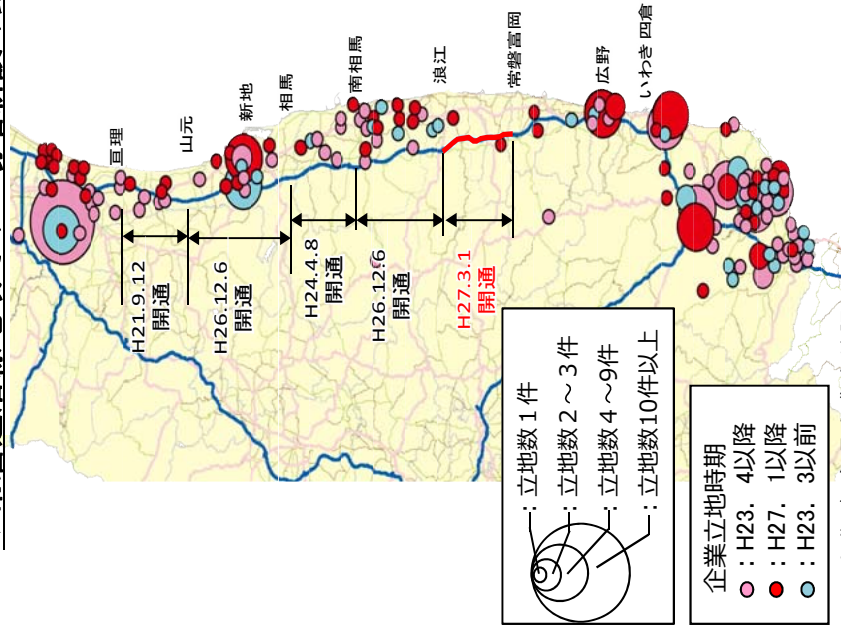 亘理
山元
新地
相馬
南相馬
浪江
常磐富岡
広野
いわき四倉
H21.9.12
開通
H26.12.6
開通
H24.4.8
開通
H26.12.6
開通
H27.3.1
開通
：立地数１件
：立地数２～３件
：立地数４～９件
：立地数10件以上
企業立地時期
：H23．4以降
：H27．1以降
：H23．3以前